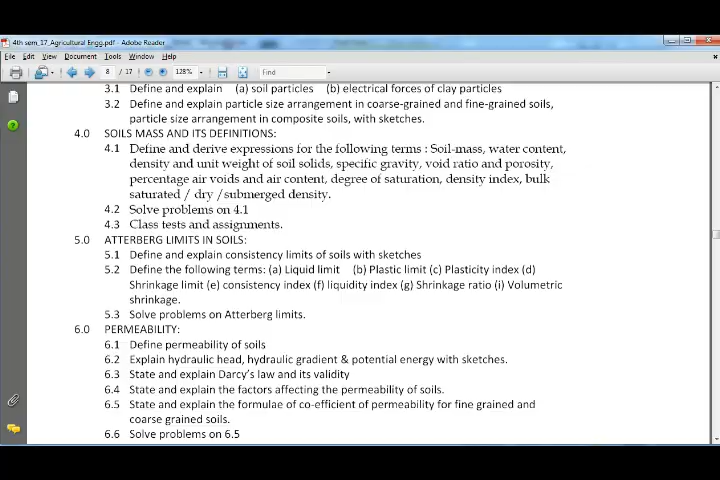 4th sem_17_Agricultural Engg.pdf - Adobe Reader
File Edit View Document Tools Window Help
8 / 17 128% Find
3.1 Define and explain (a) soil particles (b) electrical forces of clay particles
3.2 Define and explain particle size arrangement in coarse-grained and fine-grained soils,
particle size arrangement in composite soils, with sketches.
4.0 SOILS MASS AND ITS DEFINITIONS:
4.1 Define and derive expressions for the following terms : Soil-mass, water content,
density and unit weight of soil solids, specific gravity, void ratio and porosity,
percentage air voids and air content, degree of saturation, density index, bulk
saturated / dry /submerged density.
4.2 Solve problems on 4.1
4.3 Class tests and assignments.
5.0 ATTERBERG LIMITS IN SOILS:
5.1 Define and explain consistency limits of soils with sketches
5.2 Define the following terms: (a) Liquid limit (b) Plastic limit (c) Plasticity index (d)
Shrinkage limit (e) consistency index (f) liquidity index (g) Shrinkage ratio (i) Volumetric
shrinkage.
5.3 Solve problems on Atterberg limits.
6.0 PERMEABILITY:
6.1 Define permeability of soils
6.2 Explain hydraulic head, hydraulic gradient & potential energy with sketches.
6.3 State and explain Darcy's law and its validity
6.4 State and explain the factors affecting the permeability of soils.
6.5 State and explain the formulae of co-efficient of permeability for fine grained and
coarse grained soils.
6.6 Solve problems on 6.5